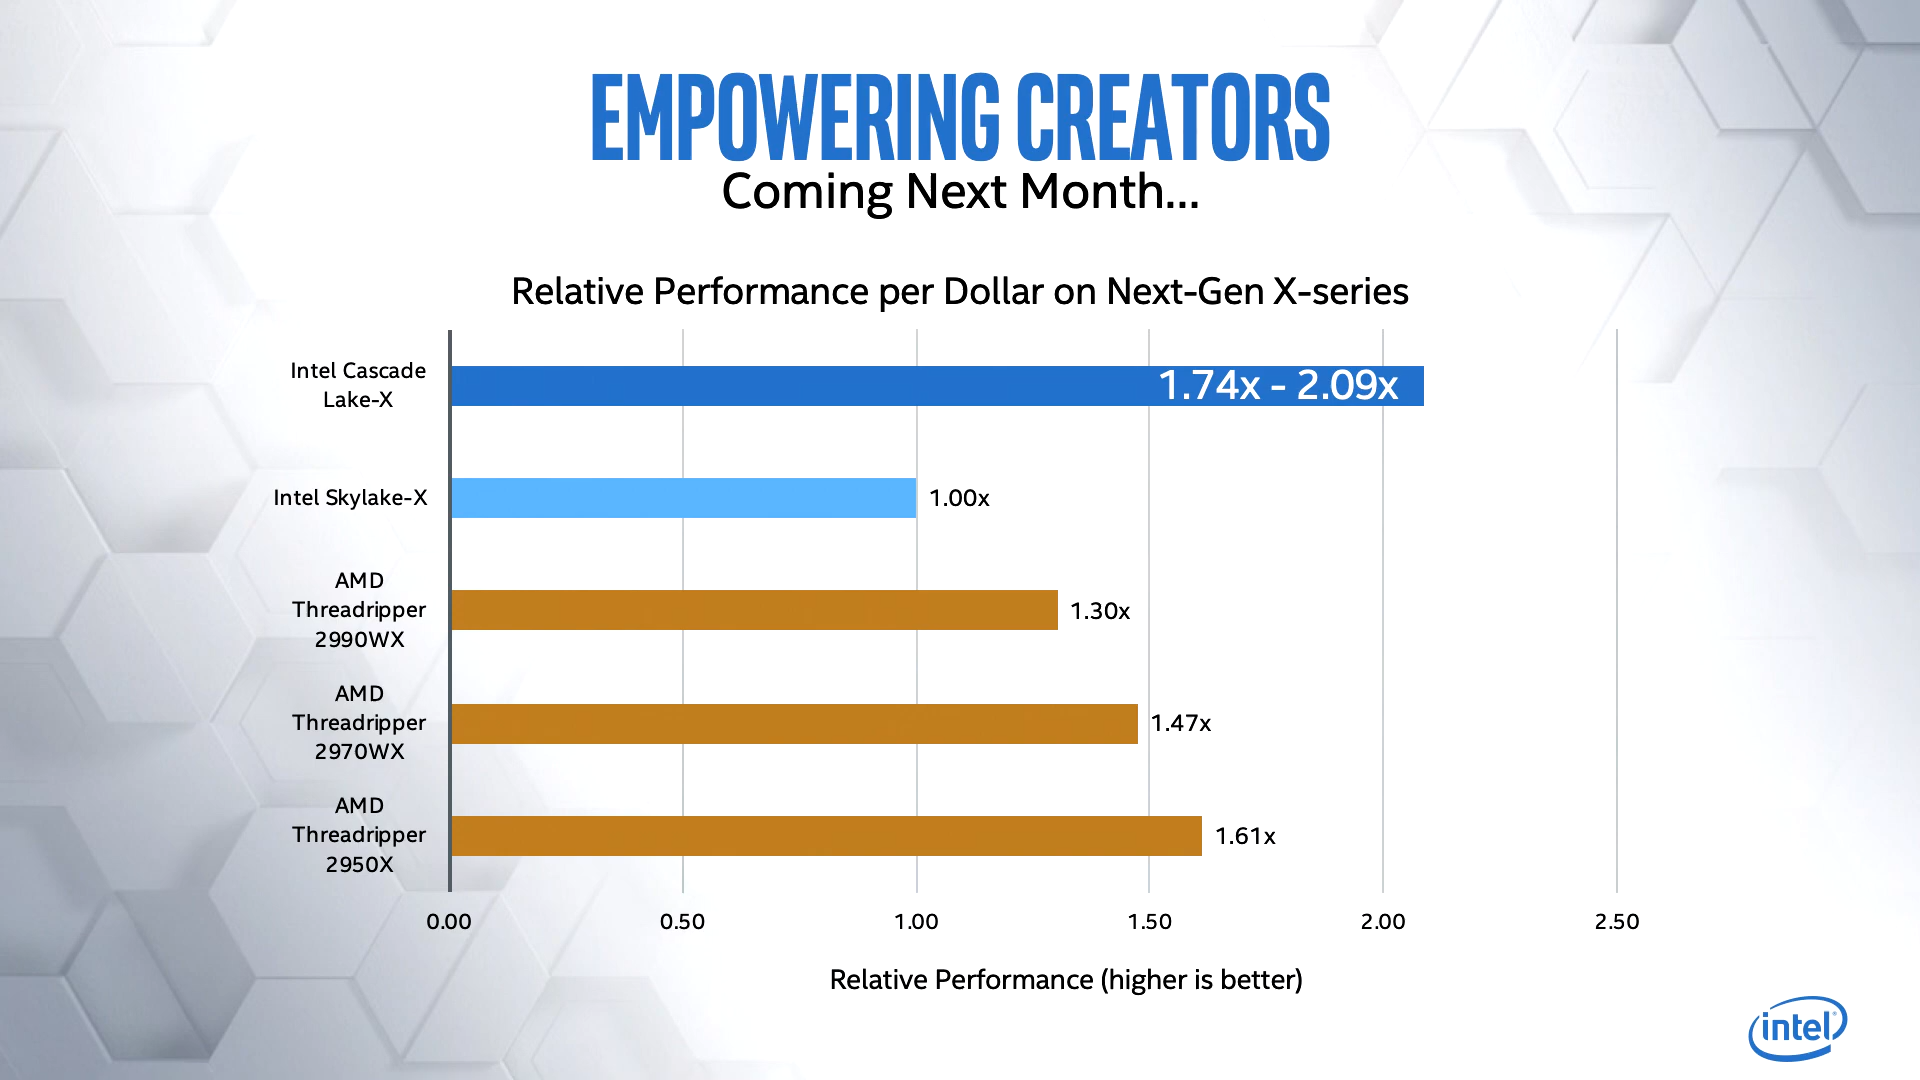 EMPOWERING CREATORS
Coming Next Month...
Relative Performance per Dollar on Next-Gen X-series
Intel Cascade
Lake-X
1.74x - 2.09x
Intel Skylake-X
1.00x
AMD
Threadripper
2990WX
1.30x
AMD
Threadripper
2970WX
1.47x
AMD
Threadripper
2950X
1.61x
0.00
0.50
1.00
1.50
2.00
2.50
Relative Performance (higher is better)
intel